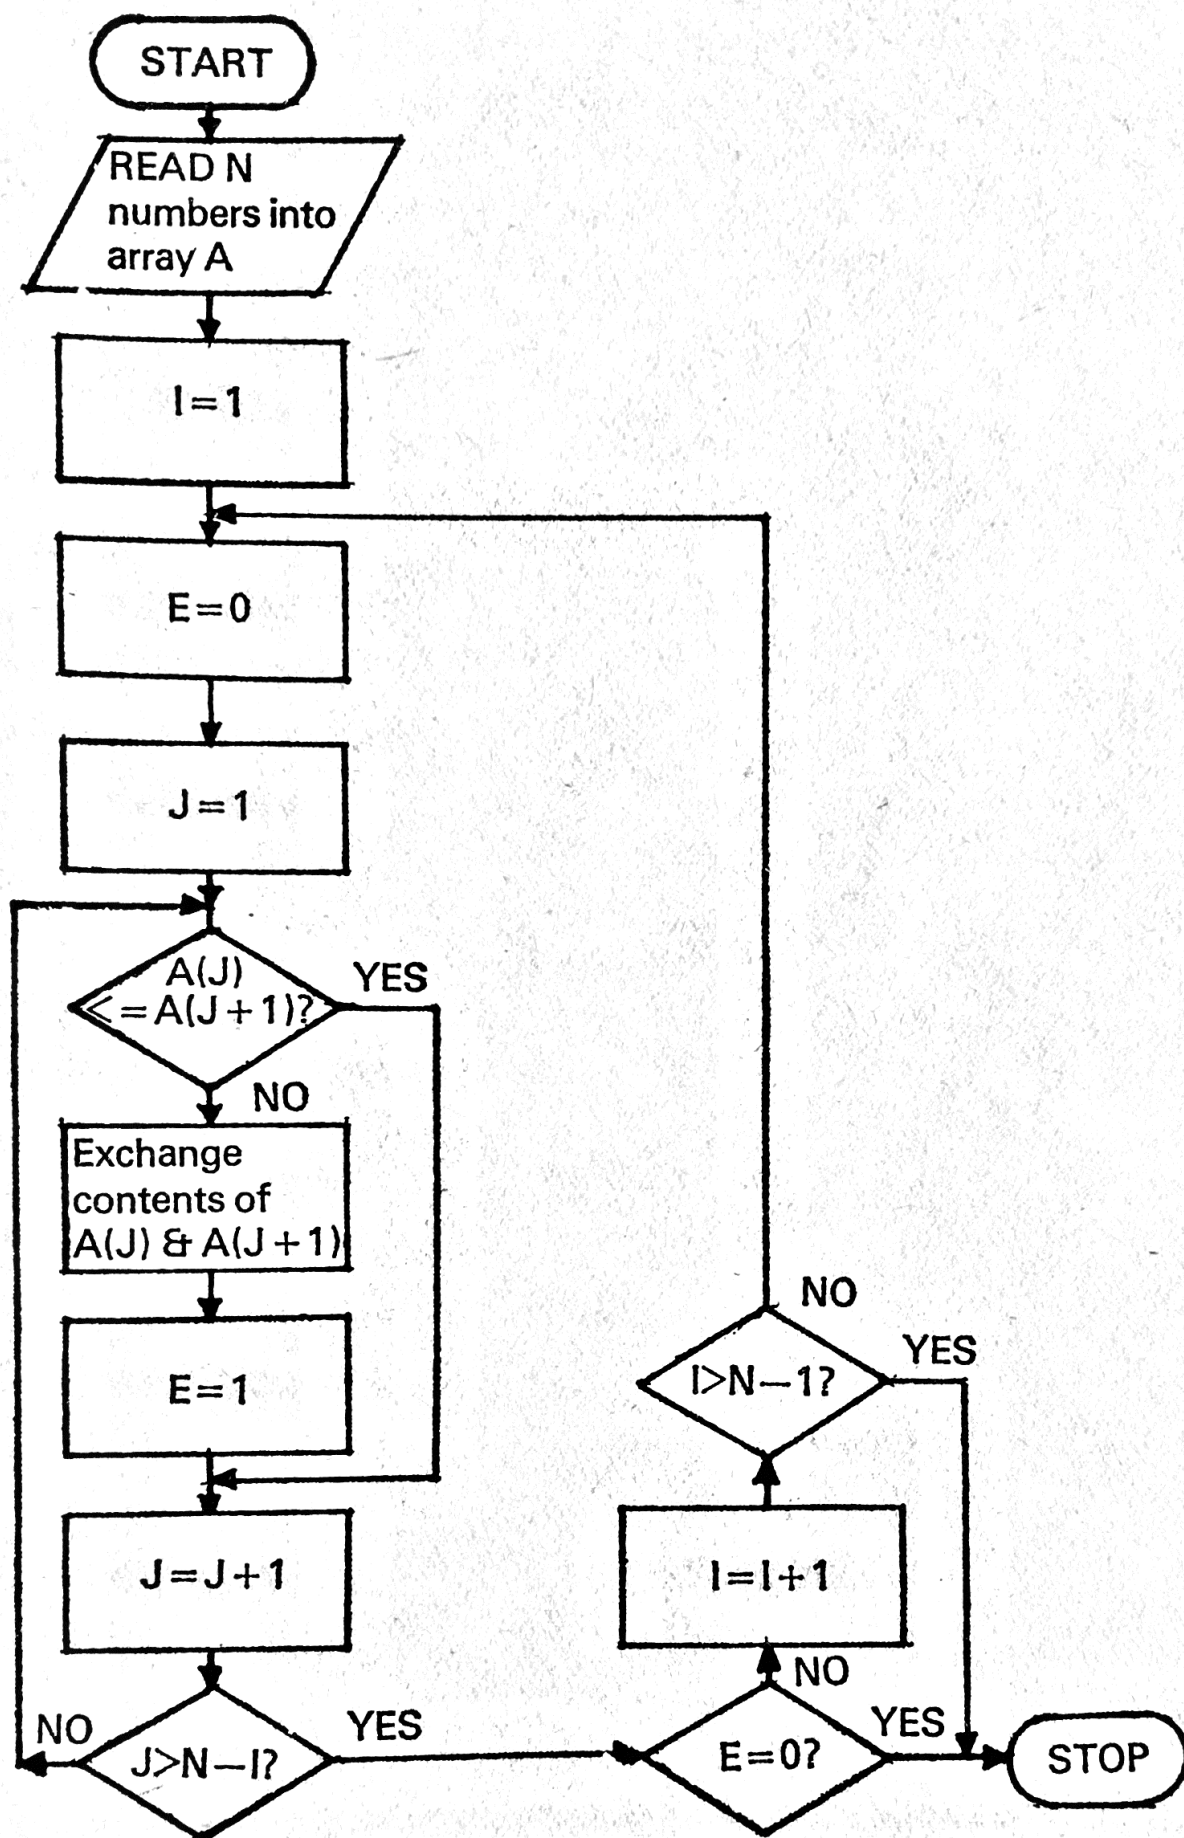 START
READ N
numbers into
array A
I=1
E=0
J=1
A(J)
<=A(J+1)?
YES
NO
Exchange
contents of
A(J) & A(J+1)
E=1
J=J+1
J>N-I?
NO
YES
E=0?
YES
NO
I=I+1
I>N-1?
NO
YES
STOP